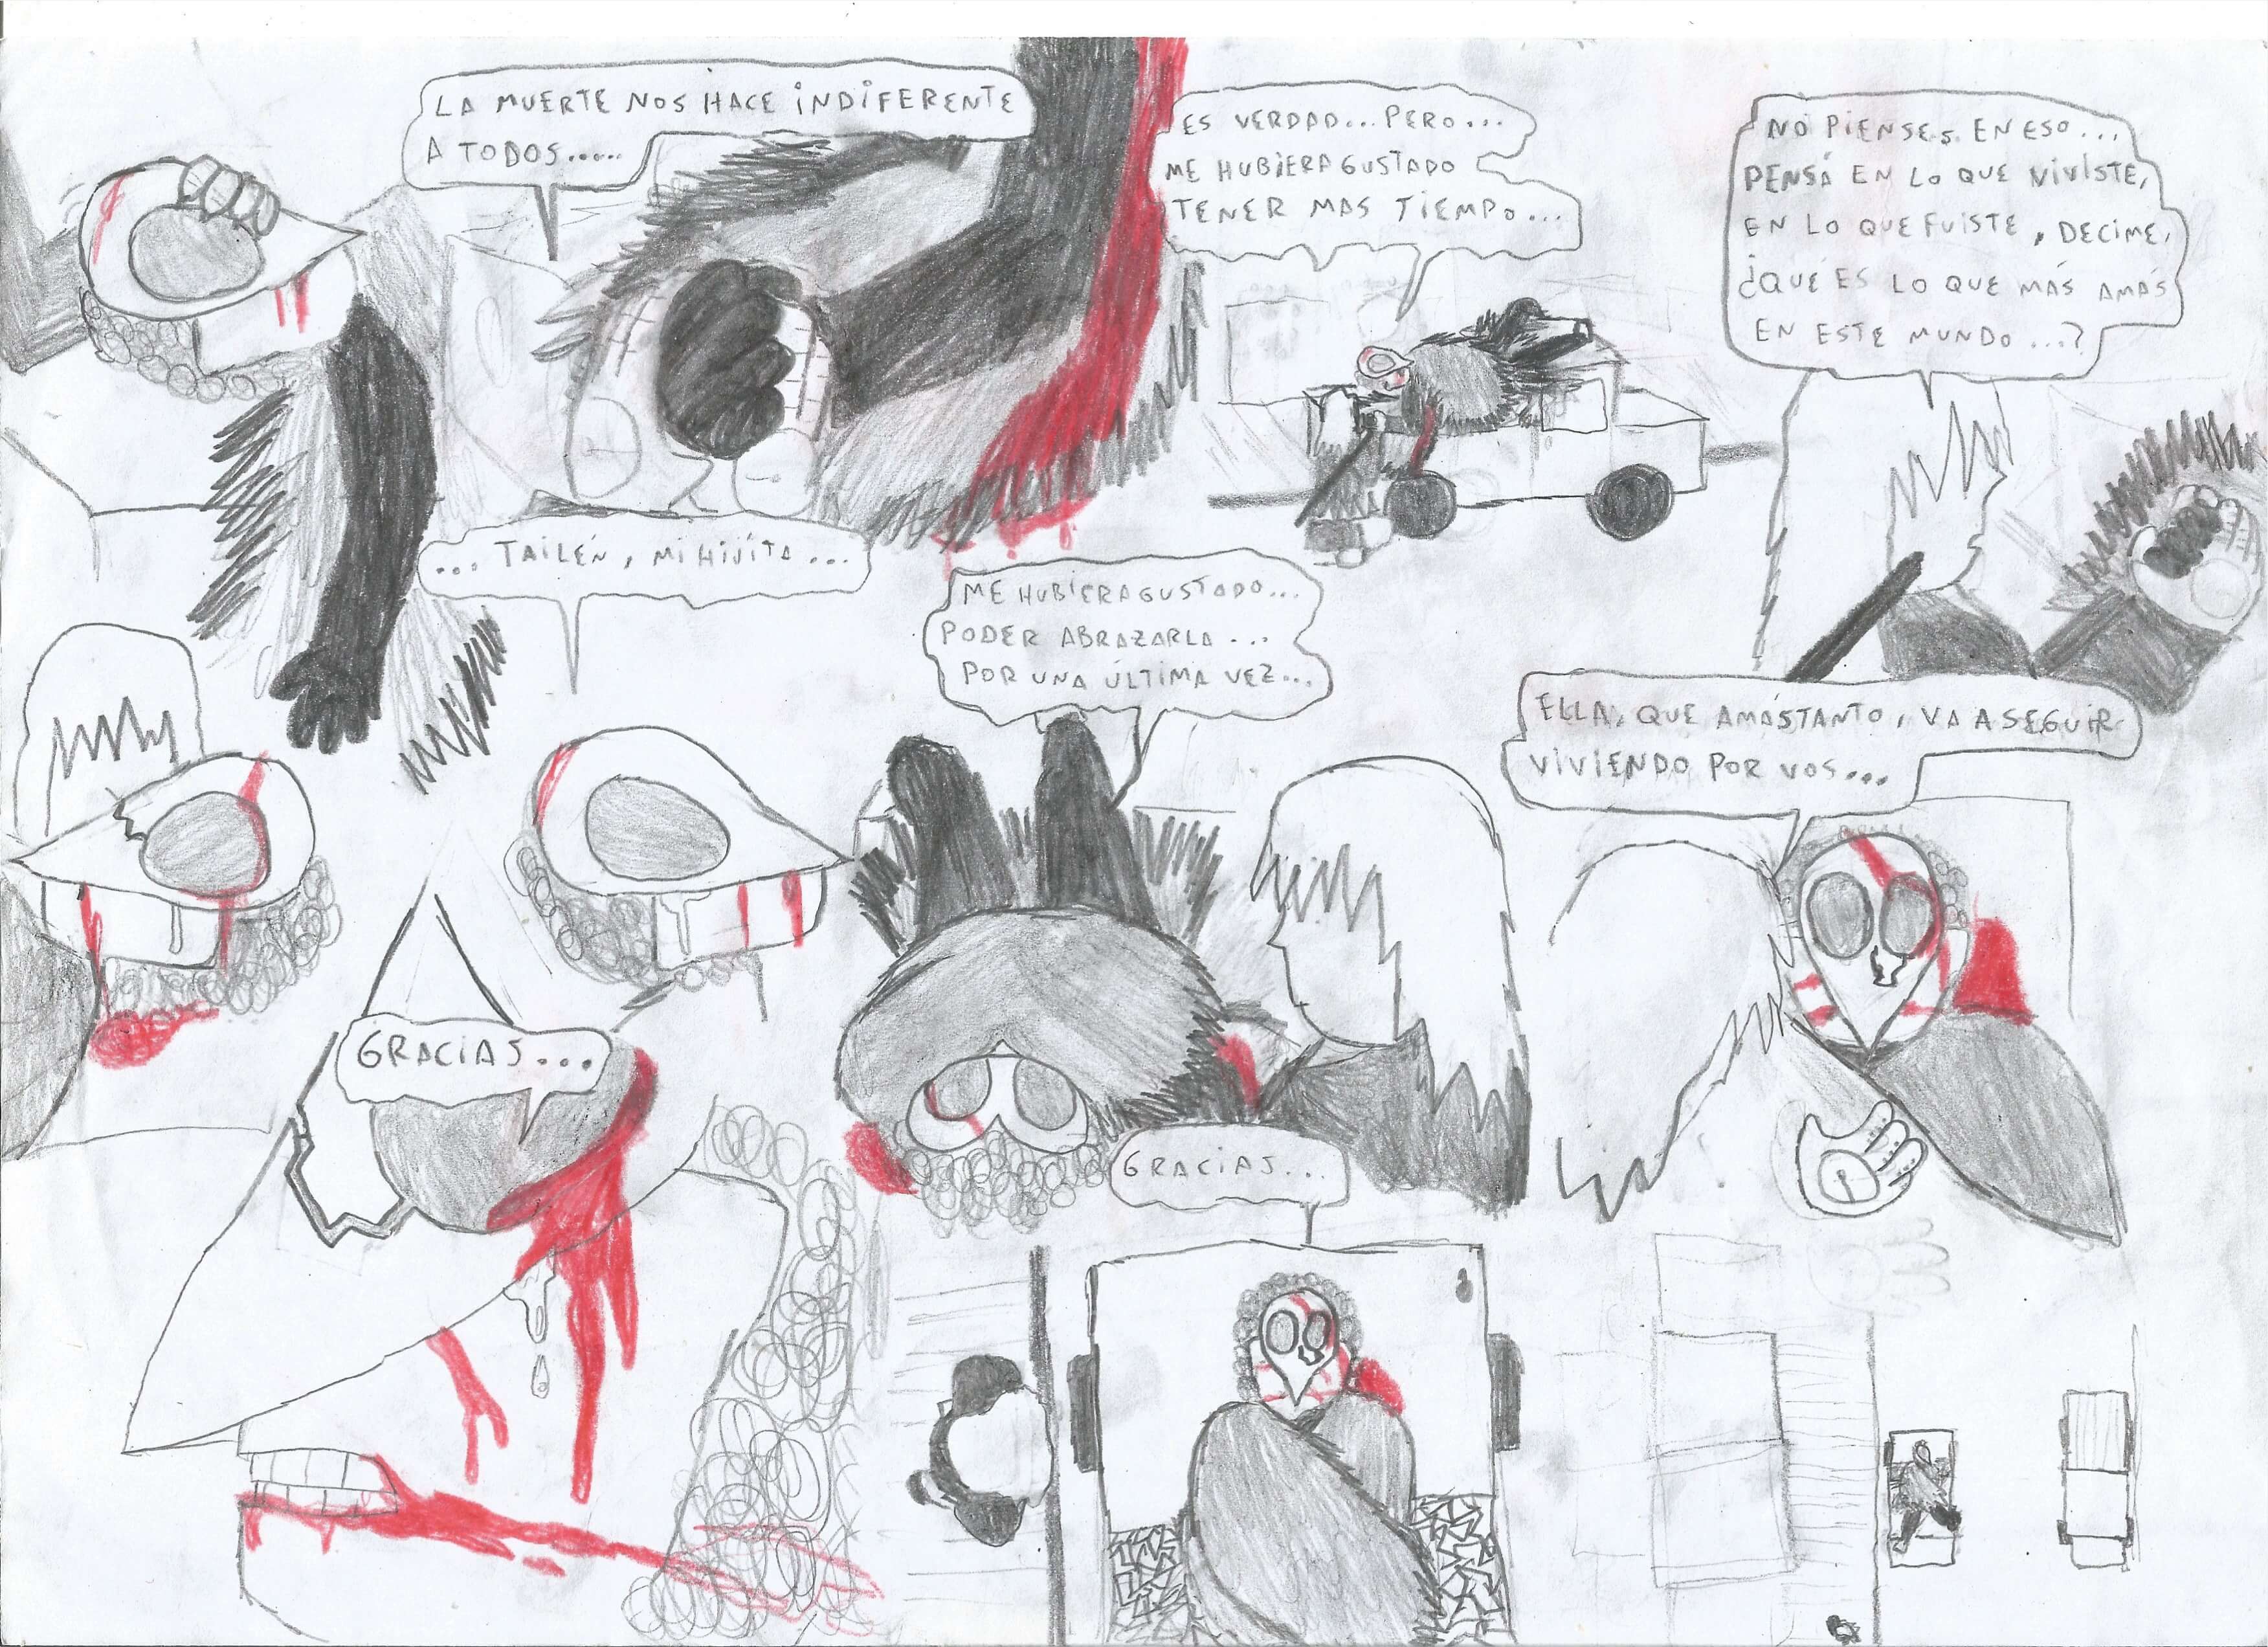 LA MUERTE NOS HACE INDIFERENTE
A TODOS.....
ES VERDAD... PERO...
ME HUBIERA GUSTADO
TENER MAS TIEMPO...
NO PIENSES EN ESO...
PENSÁ EN LO QUE VIVISTE,
EN LO QUE FUISTE, DECIME,
¿QUÉ ES LO QUE MÁS AMÁS
EN ESTE MUNDO...?
... TAILÉN, MI HIJITA...
ME HUBIERA GUSTADO...
PODER ABRAZARLA...
POR UNA ÚLTIMA VEZ...
ELLA, QUE AMÁS TANTO, VA A SEGUIR
VIVIENDO POR VOS...
GRACIAS...
GRACIAS...